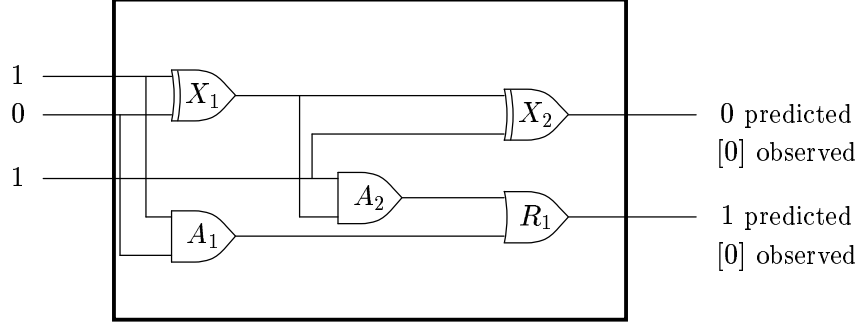 1
0
1
X1
X2
A2
A1
R1
0 predicted
[0] observed
1 predicted
[0] observed